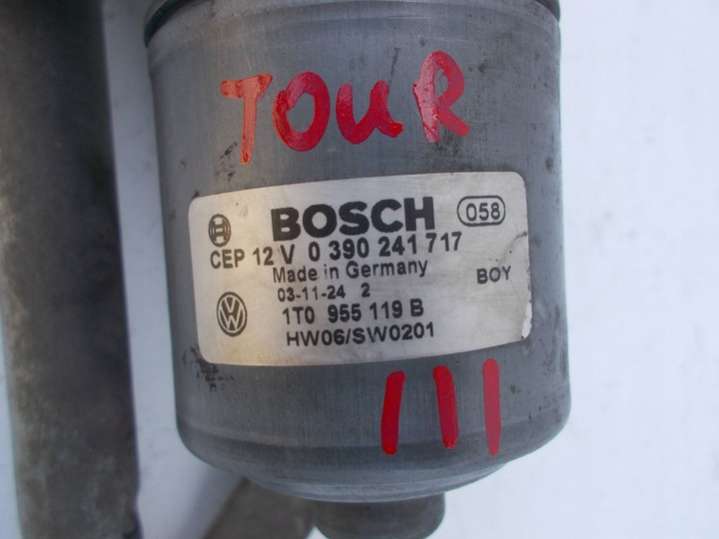 TOUR
BOSCH 058
CEP 12 V 0 390 241 717
Made in Germany
BOY
03-11-24 2
1T0 955 119 B
HW06/SW0201
III